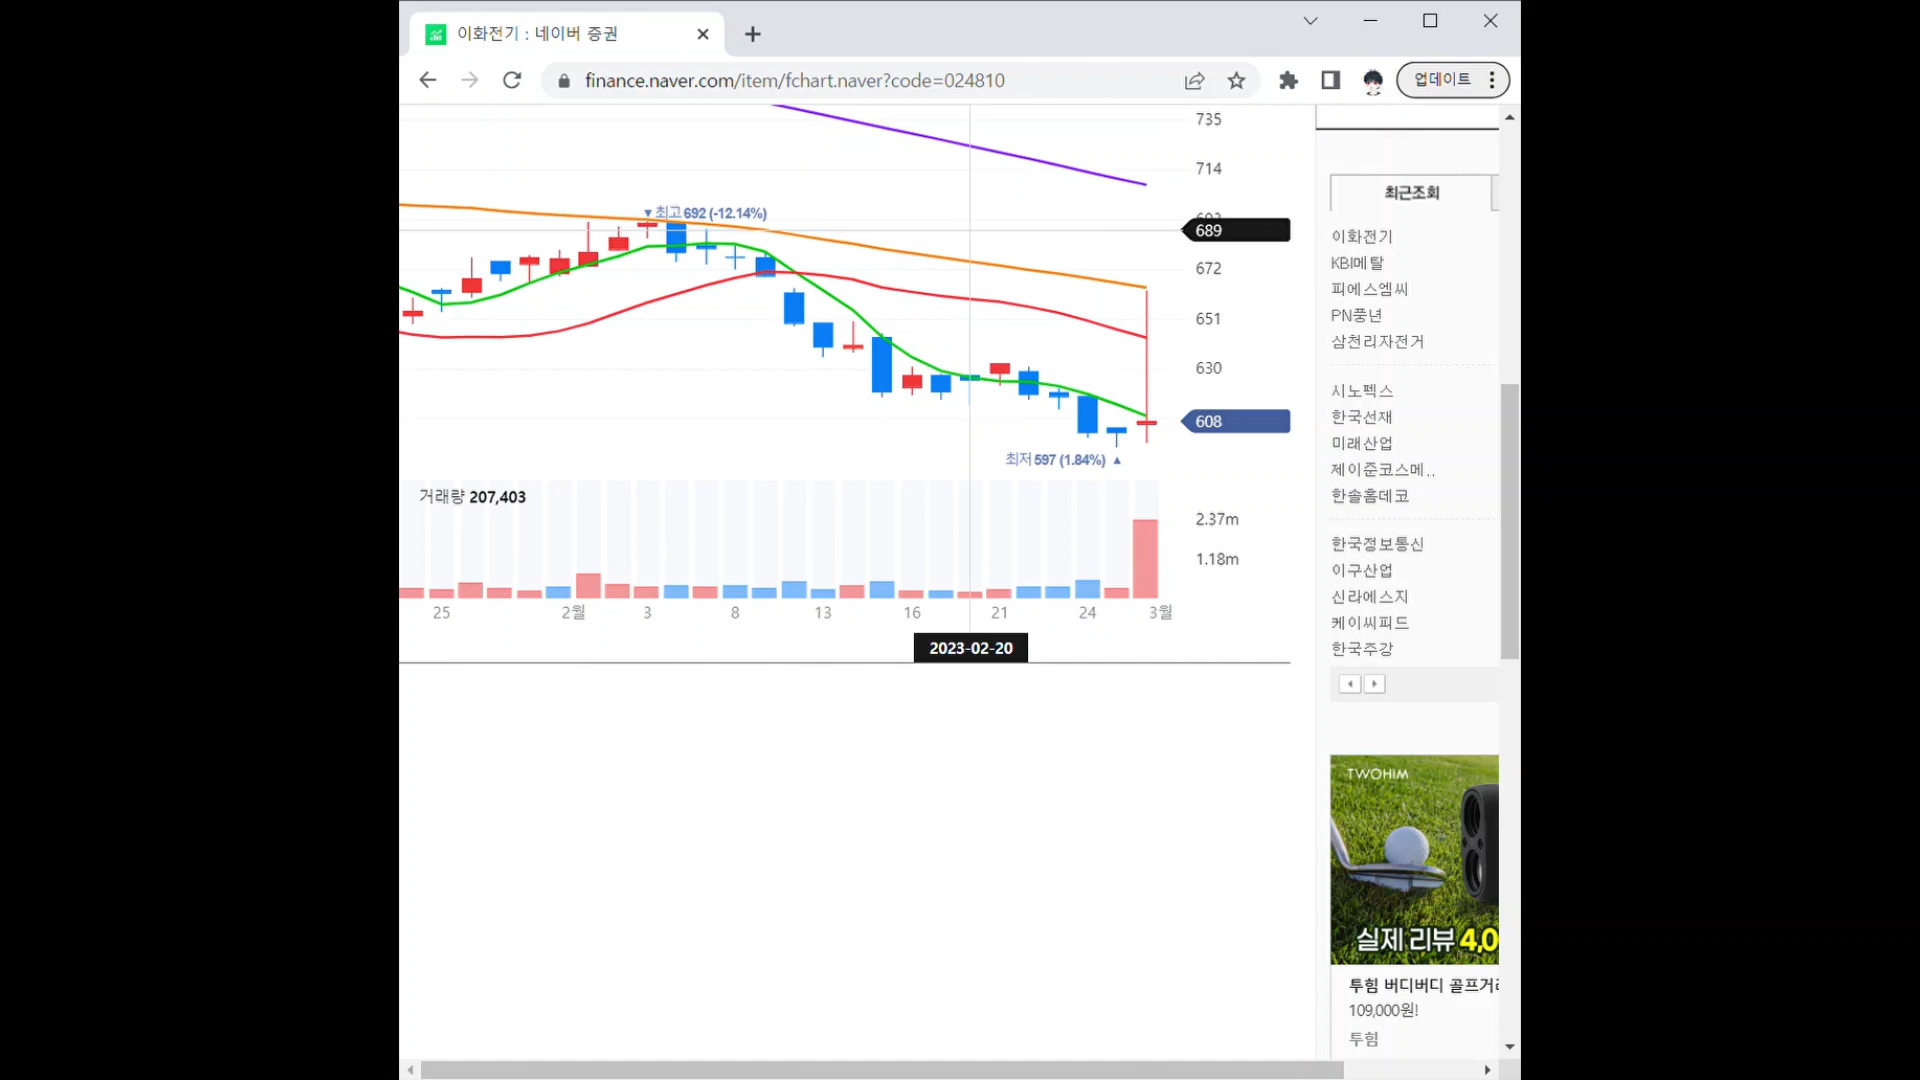 이화전기 : 네이버 증권
finance.naver.com/item/fchart.naver?code=024810
업데이트
735
714
▼최고 692 (-12.14%)
689
672
651
630
608
최저 597 (1.84%) ▲
거래량 207,403
2.37m
1.18m
25 2월 3 8 13 16 21 24 3월
2023-02-20
최근조회
이화전기
KBI메탈
피에스엠씨
PN풍년
삼천리자전거
시노펙스
한국선재
미래산업
제이준코스메..
한솔홈데코
한국정보통신
이구산업
신라에스지
케이씨피드
한국주강
TWOHIM
실제 리뷰 4,0
투힘 버디버디 골프거리
109,000원!
투힘